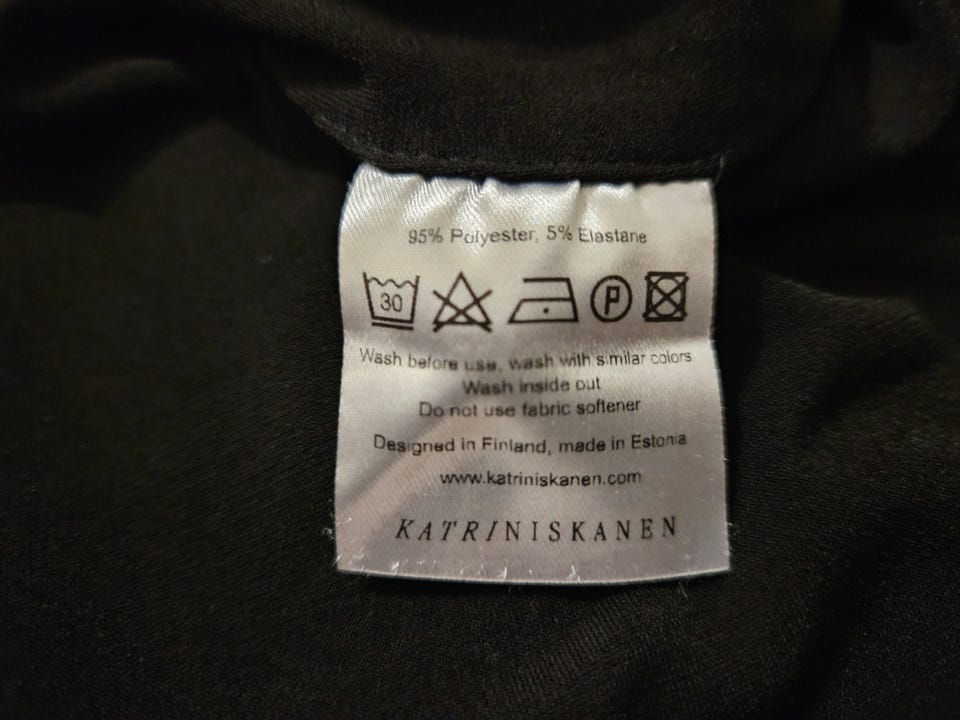 95% Polyester, 5% Elastane
30 P
Wash before use, wash with similar colors
Wash inside out
Do not use fabric softener
Designed in Finland, made in Estonia
www.katriniskanen.com
KATRINISKANEN